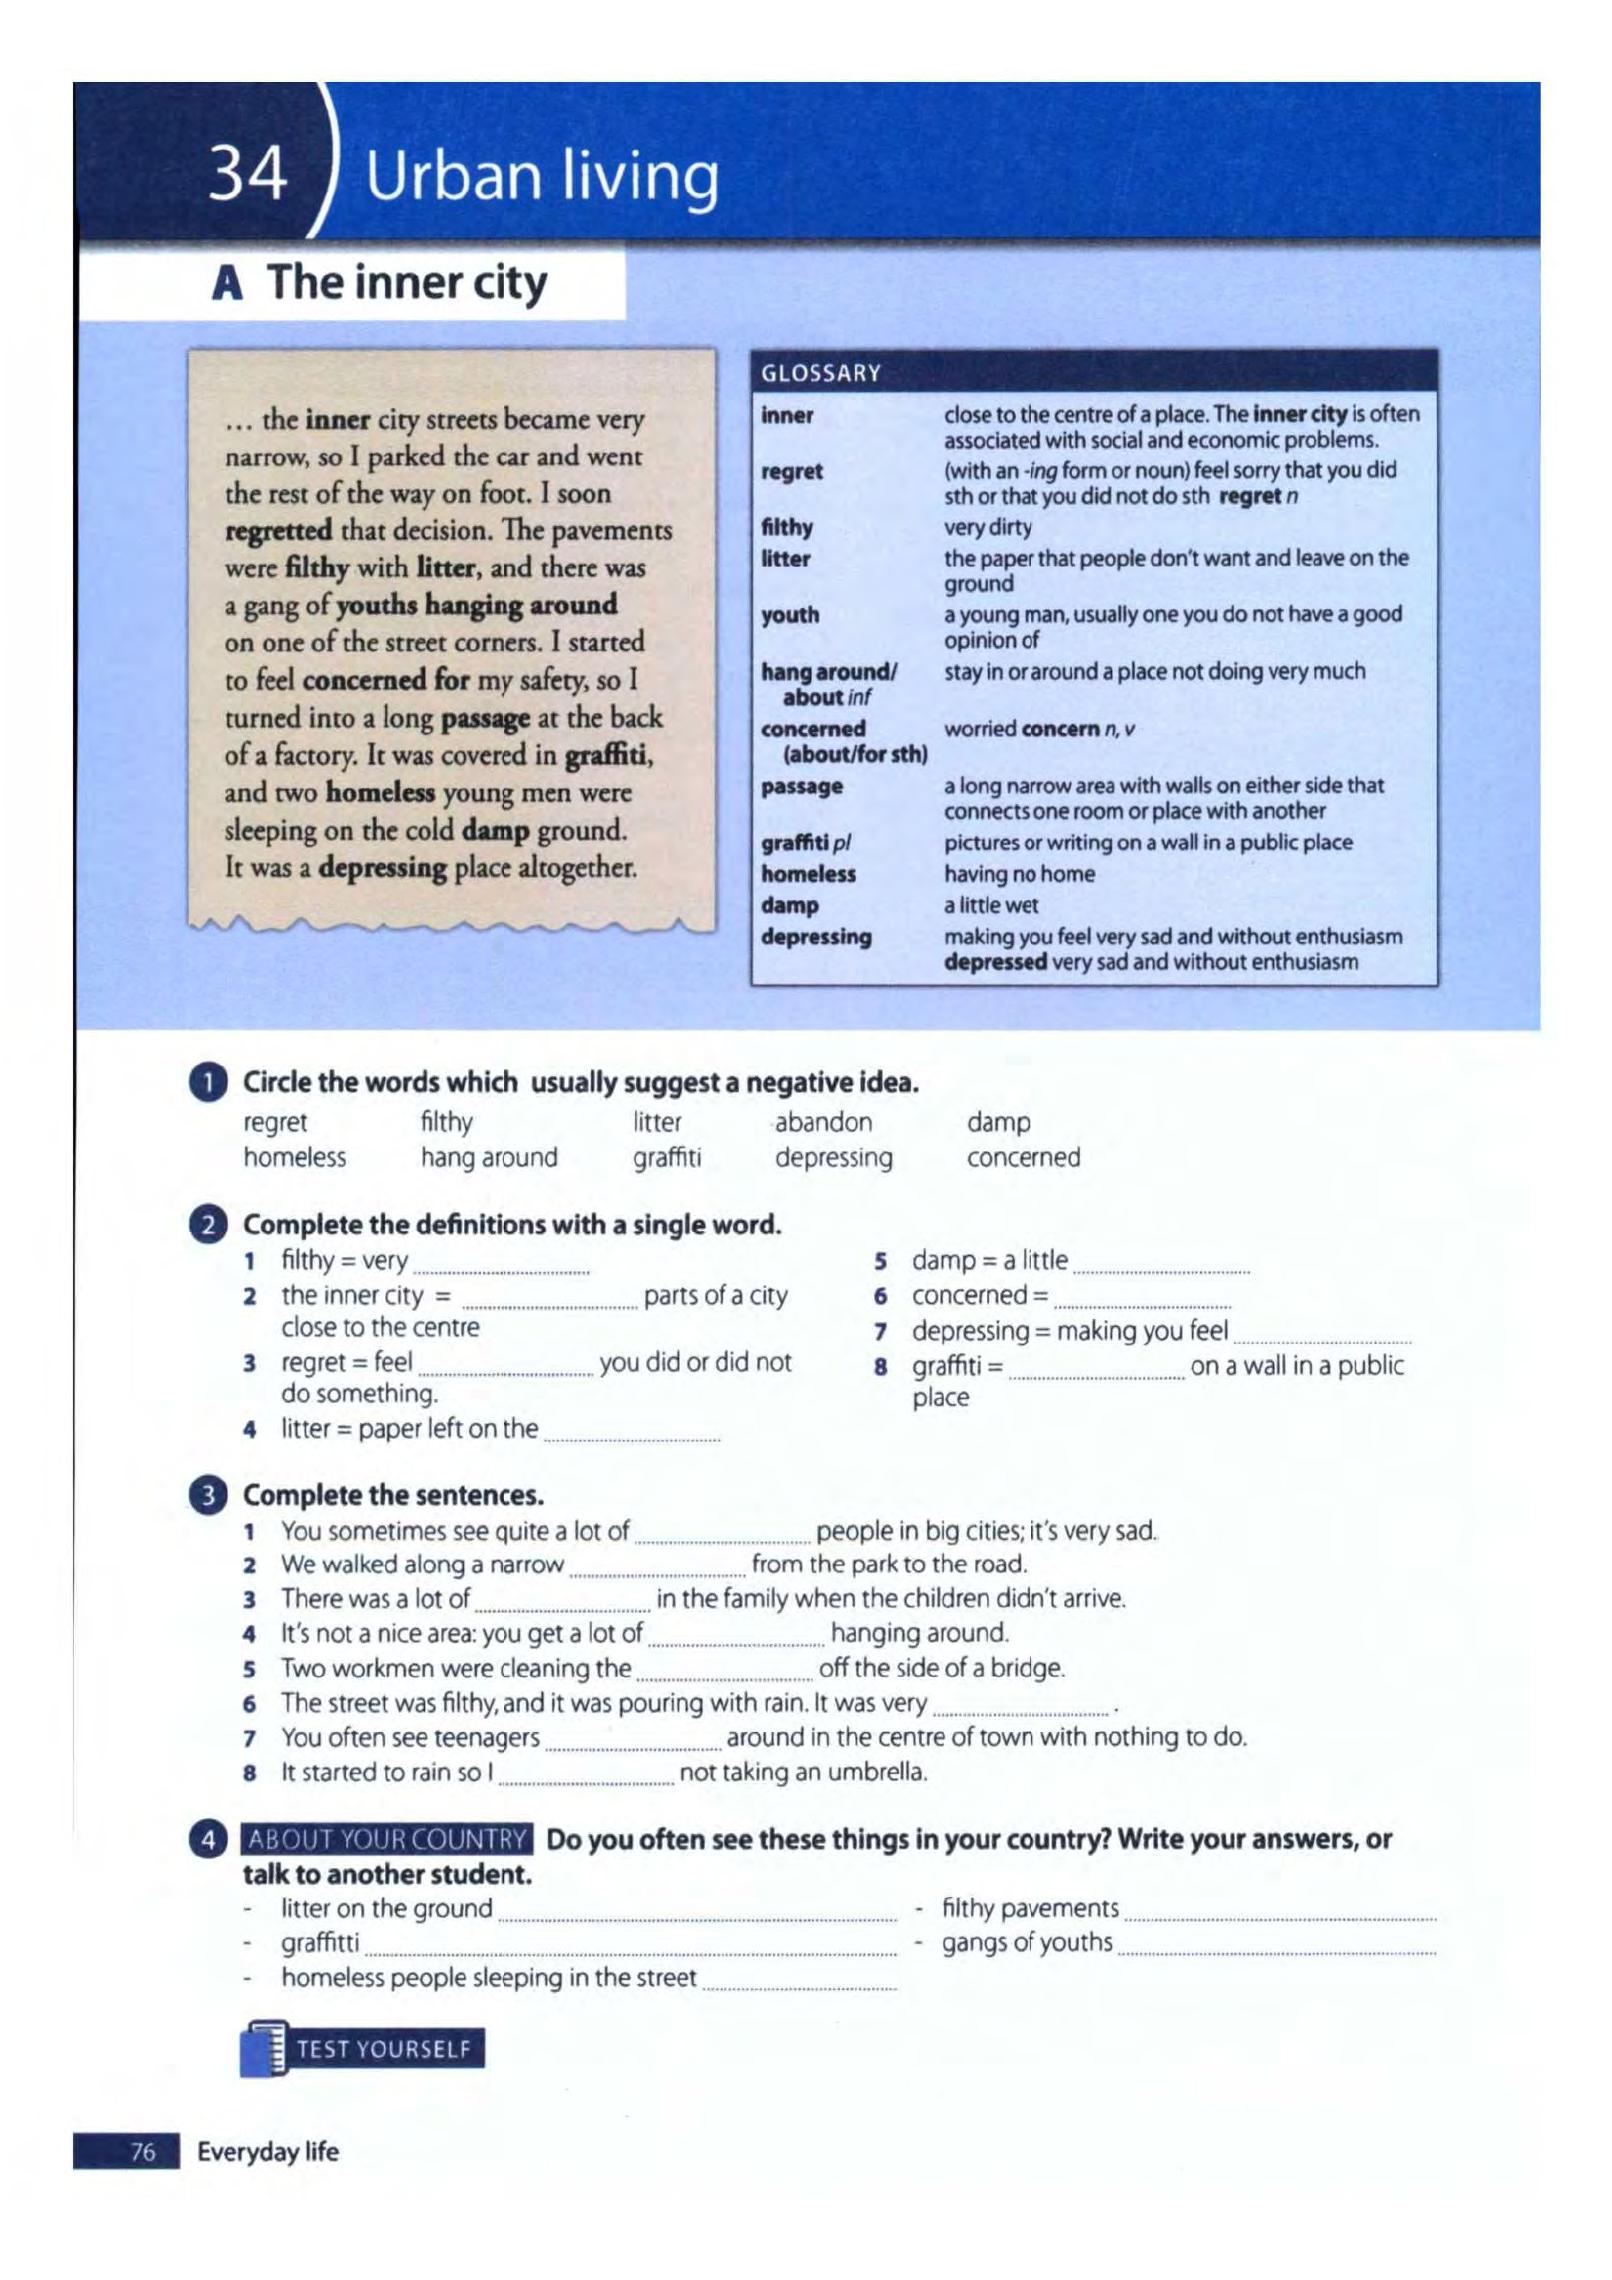 34 Urban living
A The inner city
... the inner city streets became very
narrow, so I parked the car and went
the rest of the way on foot. I soon
regretted that decision. The pavements
were filthy with litter, and there was
a gang of youths hanging around
on one of the street corners. I started
to feel concerned for my safety, so I
turned into a long passage at the back
of a factory. It was covered in graffiti,
and two homeless young men were
sleeping on the cold damp ground.
It was a depressing place altogether.
GLOSSARY
inner close to the centre of a place. The inner city is often
associated with social and economic problems.
regret (with an -ing form or noun) feel sorry that you did
sth or that you did not do sth regret n
filthy very dirty
litter the paper that people don't want and leave on the
ground
youth a young man, usually one you do not have a good
opinion of
hang around/ stay in or around a place not doing very much
about inf
concerned worried concern n, v
(about/for sth)
passage a long narrow area with walls on either side that
connects one room or place with another
graffiti pl pictures or writing on a wall in a public place
homeless having no home
damp a little wet
depressing making you feel very sad and without enthusiasm
depressed very sad and without enthusiasm
1 Circle the words which usually suggest a negative idea.
regret filthy litter abandon damp
homeless hang around graffiti depressing concerned
2 Complete the definitions with a single word.
1 filthy = very
2 the inner city = parts of a city
close to the centre
3 regret = feel you did or did not
do something.
4 litter = paper left on the
5 damp = a little
6 concerned =
7 depressing = making you feel
8 graffiti = on a wall in a public
place
3 Complete the sentences.
1 You sometimes see quite a lot of people in big cities; it's very sad.
2 We walked along a narrow from the park to the road.
3 There was a lot of in the family when the children didn't arrive.
4 It's not a nice area: you get a lot of hanging around.
5 Two workmen were cleaning the off the side of a bridge.
6 The street was filthy, and it was pouring with rain. It was very .
7 You often see teenagers around in the centre of town with nothing to do.
8 It started to rain so I not taking an umbrella.
4 ABOUT YOUR COUNTRY Do you often see these things in your country? Write your answers, or
talk to another student.
- litter on the ground
- graffitti
- homeless people sleeping in the street
- filthy pavements
- gangs of youths
TEST YOURSELF
76 Everyday life